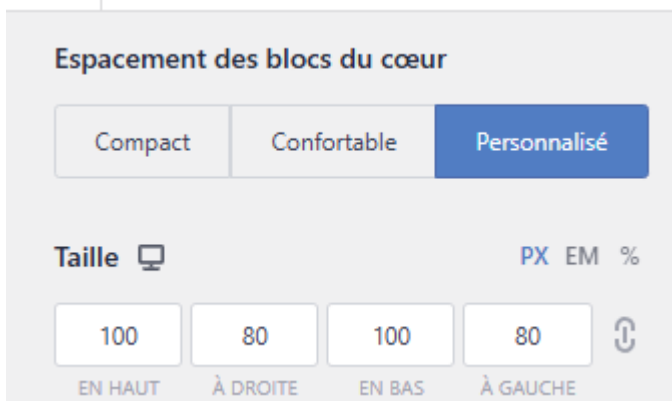 Espacement des blocs du cœur
Compact Confortable Personnalisé
Taille PX EM %
100 80 100 80
EN HAUT À DROITE EN BAS À GAUCHE